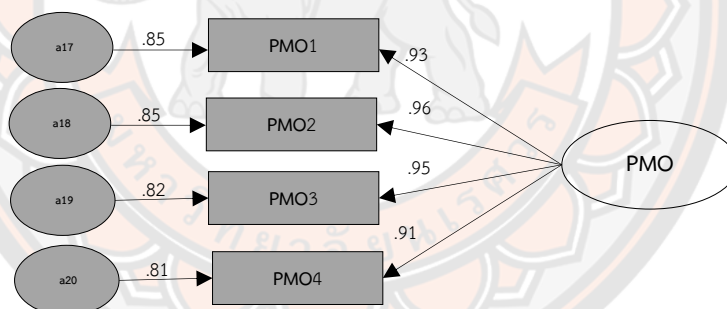 a17 .85 PMO1 .93
a18 .85 PMO2 .96
PMO
a19 .82 PMO3 .95
a20 .81 PMO4 .91